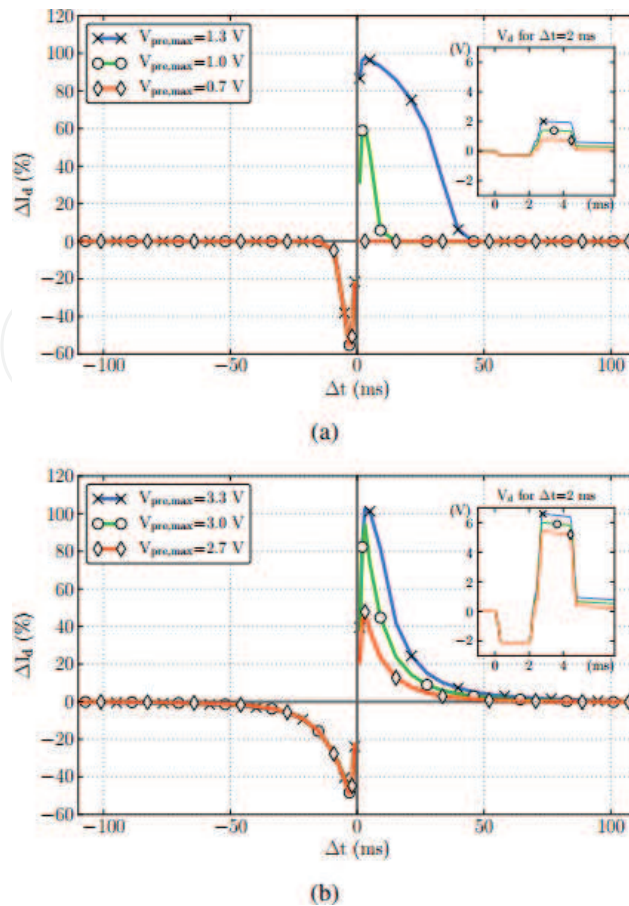 120
100
80
60
40
20
0
−20
−40
−60
ΔI_d (%)
V_pre,max=1.3 V
V_pre,max=1.0 V
V_pre,max=0.7 V
V_d for Δt=2 ms
(V)
6
4
2
0
−2
0 2 4 (ms)
−100 −50 0 50 100
Δt (ms)
(a)
120
100
80
60
40
20
0
−20
−40
−60
ΔI_d (%)
V_pre,max=3.3 V
V_pre,max=3.0 V
V_pre,max=2.7 V
V_d for Δt=2 ms
(V)
6
4
2
0
−2
0 2 4 (ms)
−100 −50 0 50 100
Δt (ms)
(b)